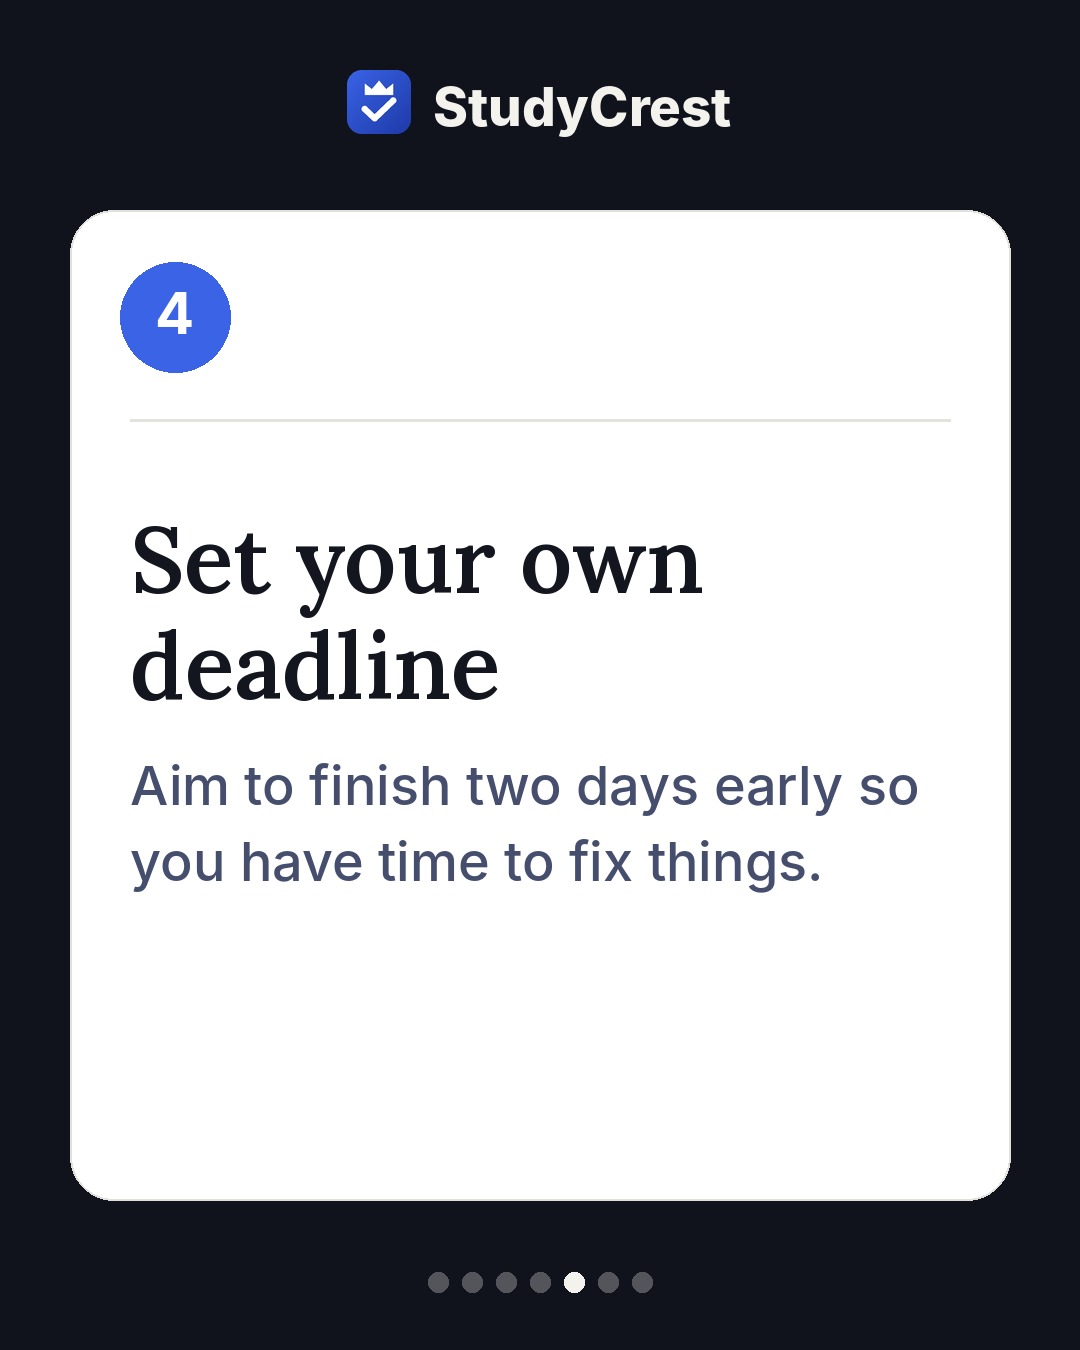 StudyCrest
4
Set your own
deadline
Aim to finish two days early so
you have time to fix things.